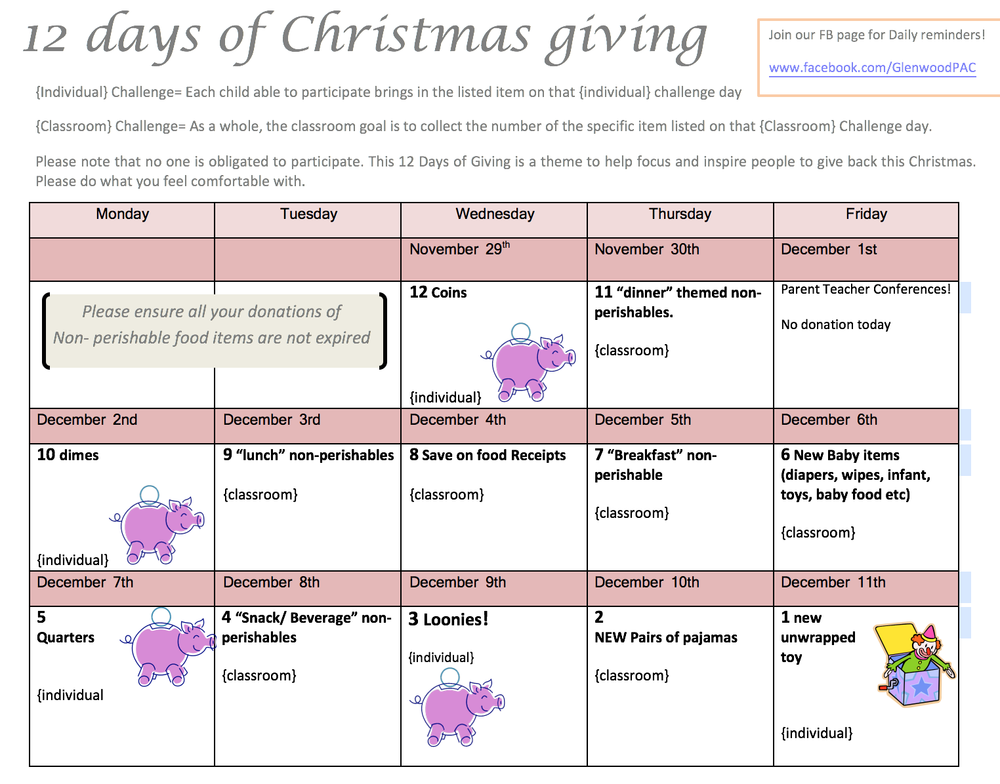 12 days of Christmas giving
Join our FB page for Daily reminders!
www.facebook.com/GlenwoodPAC
{Individual} Challenge= Each child able to participate brings in the listed item on that {individual} challenge day
{Classroom} Challenge= As a whole, the classroom goal is to collect the number of the specific item listed on that {Classroom} Challenge day.
Please note that no one is obligated to participate. This 12 Days of Giving is a theme to help focus and inspire people to give back this Christmas.
Please do what you feel comfortable with.
Monday
Tuesday
Wednesday
Thursday
Friday
November 29th
November 30th
December 1st
Please ensure all your donations of
Non- perishable food items are not expired
12 Coins
{individual}
11 “dinner” themed non-
perishables.
{classroom}
Parent Teacher Conferences!
No donation today
December 2nd
December 3rd
December 4th
December 5th
December 6th
10 dimes
{individual}
9 “lunch” non-perishables
{classroom}
8 Save on food Receipts
{classroom}
7 “Breakfast” non-
perishable
{classroom}
6 New Baby items
(diapers, wipes, infant,
toys, baby food etc)
{classroom}
December 7th
December 8th
December 9th
December 10th
December 11th
5
Quarters
{individual
4 “Snack/ Beverage” non-
perishables
{classroom}
3 Loonies!
{individual}
2
NEW Pairs of pajamas
{classroom}
1 new
unwrapped
toy
{individual}